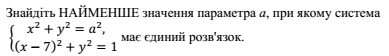 Знайдіть НАЙМЕНШЕ значення параметра a, при якому система
{ x² + y² = a²,
(x − 7)² + y² = 1 має єдиний розв'язок.